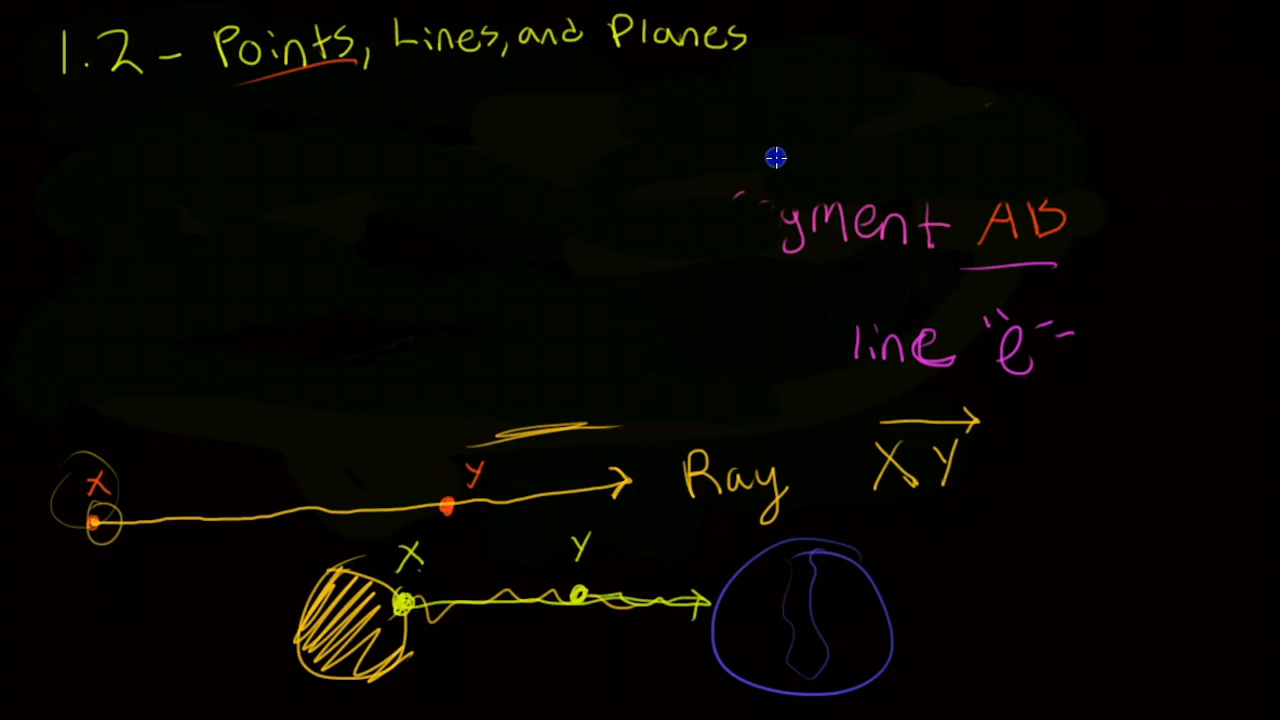 1.2 - Points, Lines, and Planes
gment AB
line "l"
X Y Ray XY
X Y